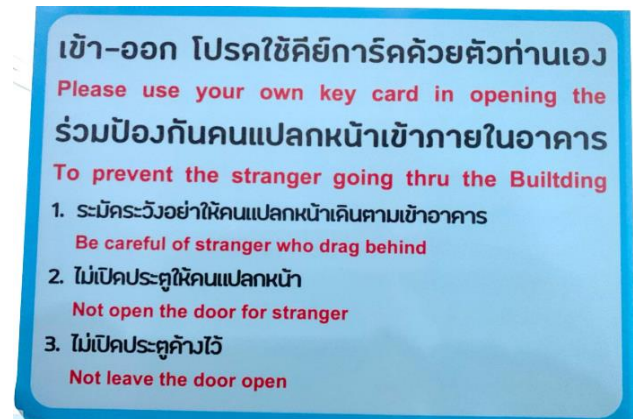 เข้า-ออก โปรดใช้คีย์การ์ดด้วยตัวท่านเอง
Please use your own key card in opening the
ร่วมป้องกันคนแปลกหน้าเข้าภายในอาคาร
To prevent the stranger going thru the Builtding
1. ระมัดระวังอย่าให้คนแปลกหน้าเดินตามเข้าอาคาร
Be careful of stranger who drag behind
2. ไม่เปิดประตูให้คนแปลกหน้า
Not open the door for stranger
3. ไม่เปิดประตูค้างไว้
Not leave the door open